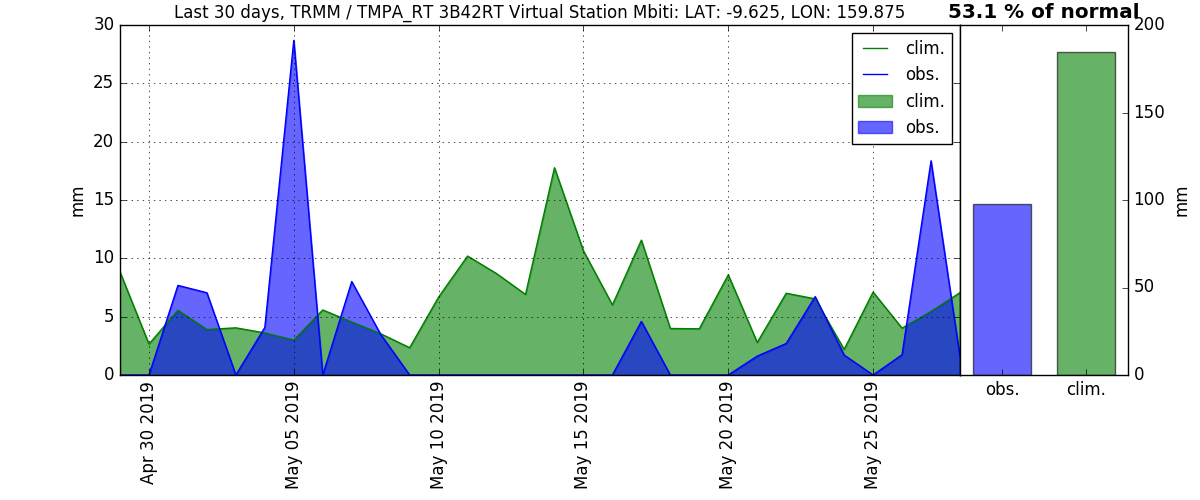 Last 30 days, TRMM / TMPA_RT 3B42RT Virtual Station Mbiti: LAT: -9.625, LON: 159.875
53.1 % of normal
30
25
20
15
10
5
0
mm
clim.
obs.
clim.
obs.
Apr 30 2019
May 05 2019
May 10 2019
May 15 2019
May 20 2019
May 25 2019
200
150
100
50
0
mm
obs.
clim.